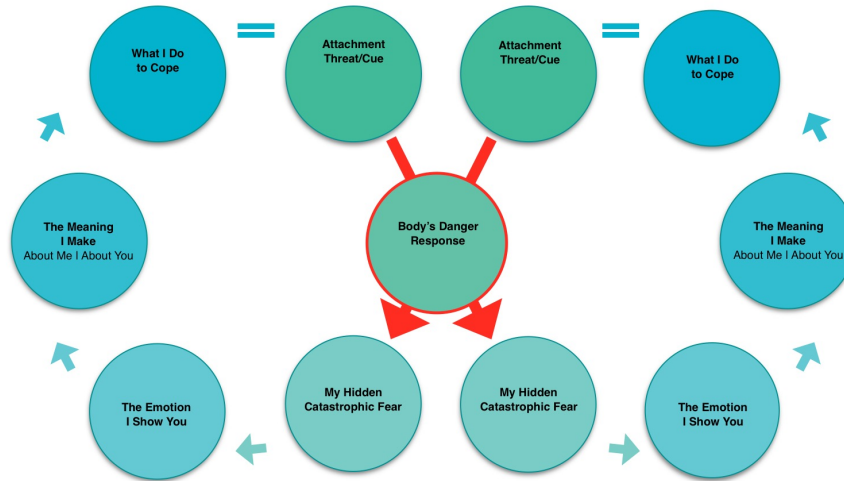 What I Do
to Cope
Attachment
Threat/Cue
Attachment
Threat/Cue
What I Do
to Cope
The Meaning
I Make
About Me I About You
Body's Danger
Response
The Meaning
I Make
About Me I About You
The Emotion
I Show You
My Hidden
Catastrophic Fear
My Hidden
Catastrophic Fear
The Emotion
I Show You